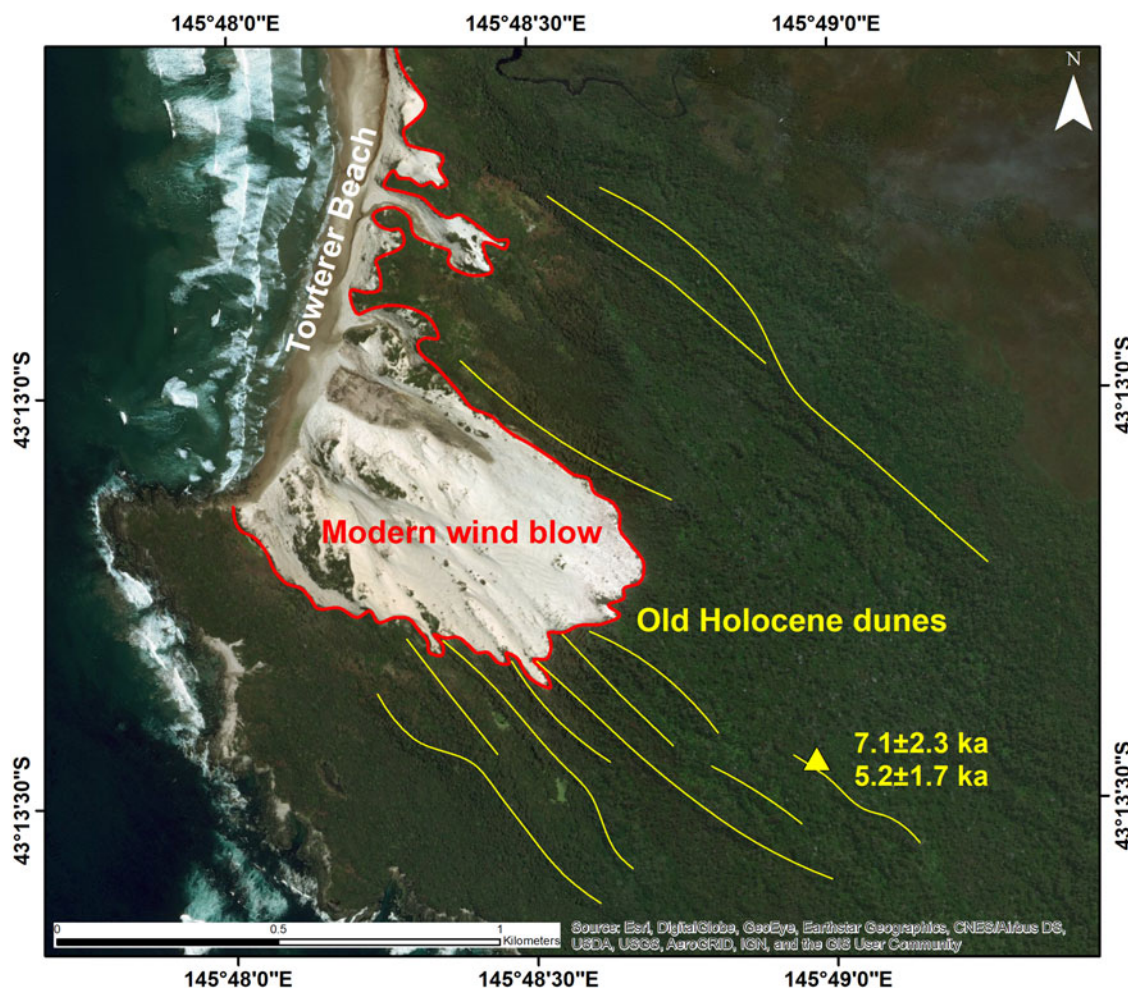 145°48'0"E 145°48'30"E 145°49'0"E
N
Towterer Beach
43°13'0"S 43°13'0"S
Modern wind blow
Old Holocene dunes
7.1±2.3 ka
5.2±1.7 ka
43°13'30"S 43°13'30"S
0 0.5 1
Kilometers
Source: Esri, DigitalGlobe, GeoEye, Earthstar Geographics, CNES/Airbus DS,
USDA, USGS, AeroGRID, IGN, and the GIS User Community
145°48'0"E 145°48'30"E 145°49'0"E